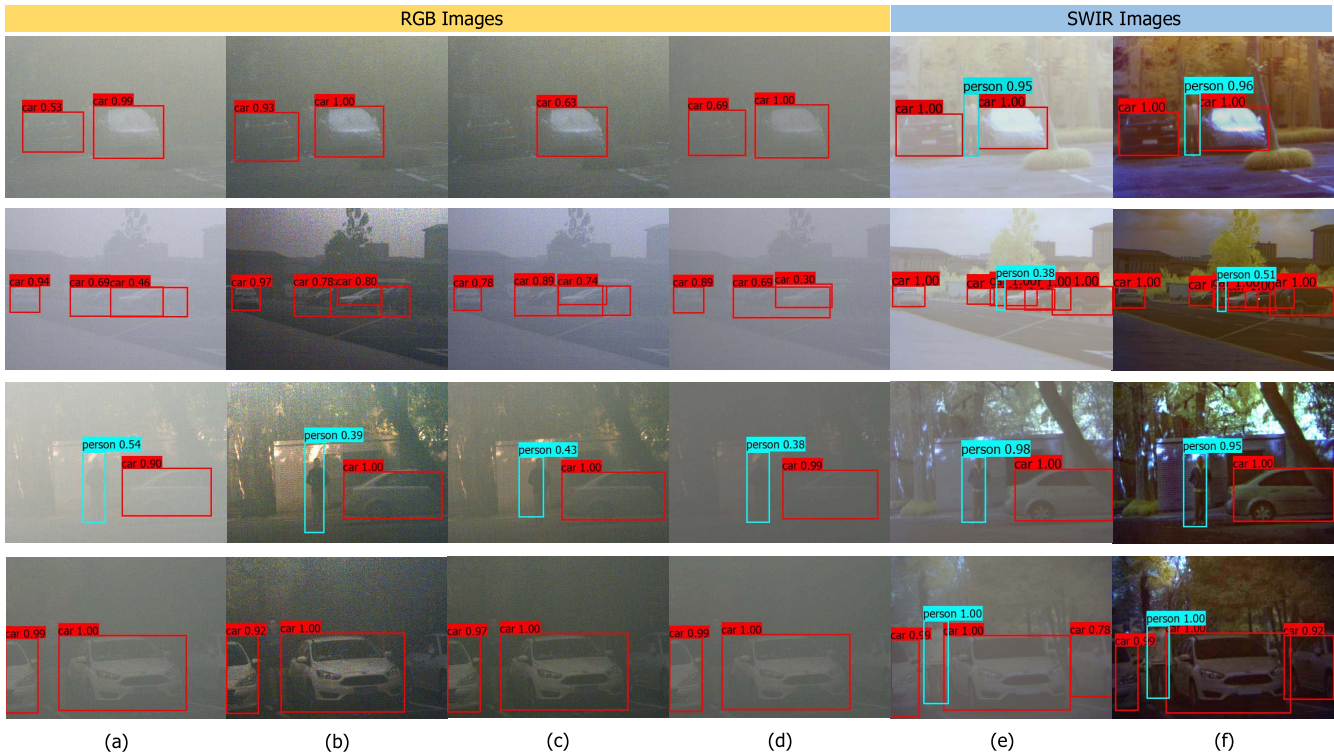 RGB Images SWIR Images
car 0.53 car 0.99 car 0.93 car 1.00 car 0.63 car 0.69 car 1.00 car 1.00 person 0.95 car 1.00 car 1.00 person 0.96 car 1.00
car 0.94 car 0.69 car 0.46 car 0.97 car 0.78 car 0.80 car 0.78 car 0.89 car 0.74 car 0.89 car 0.69 car 0.30 car 1.00 person 0.38 1.00 car 1.00 person 0.51 car 1.00
person 0.54 car 0.90 person 0.39 car 1.00 person 0.43 car 1.00 person 0.38 car 0.99 person 0.98 car 1.00 person 0.95 car 1.00
car 0.99 car 1.00 car 0.92 car 1.00 car 0.97 car 1.00 car 0.99 car 1.00 car 0.99 person 1.00 car 1.00 car 0.78 car 0.99 person 1.00 car 1.00 car 0.92
(a) (b) (c) (d) (e) (f)